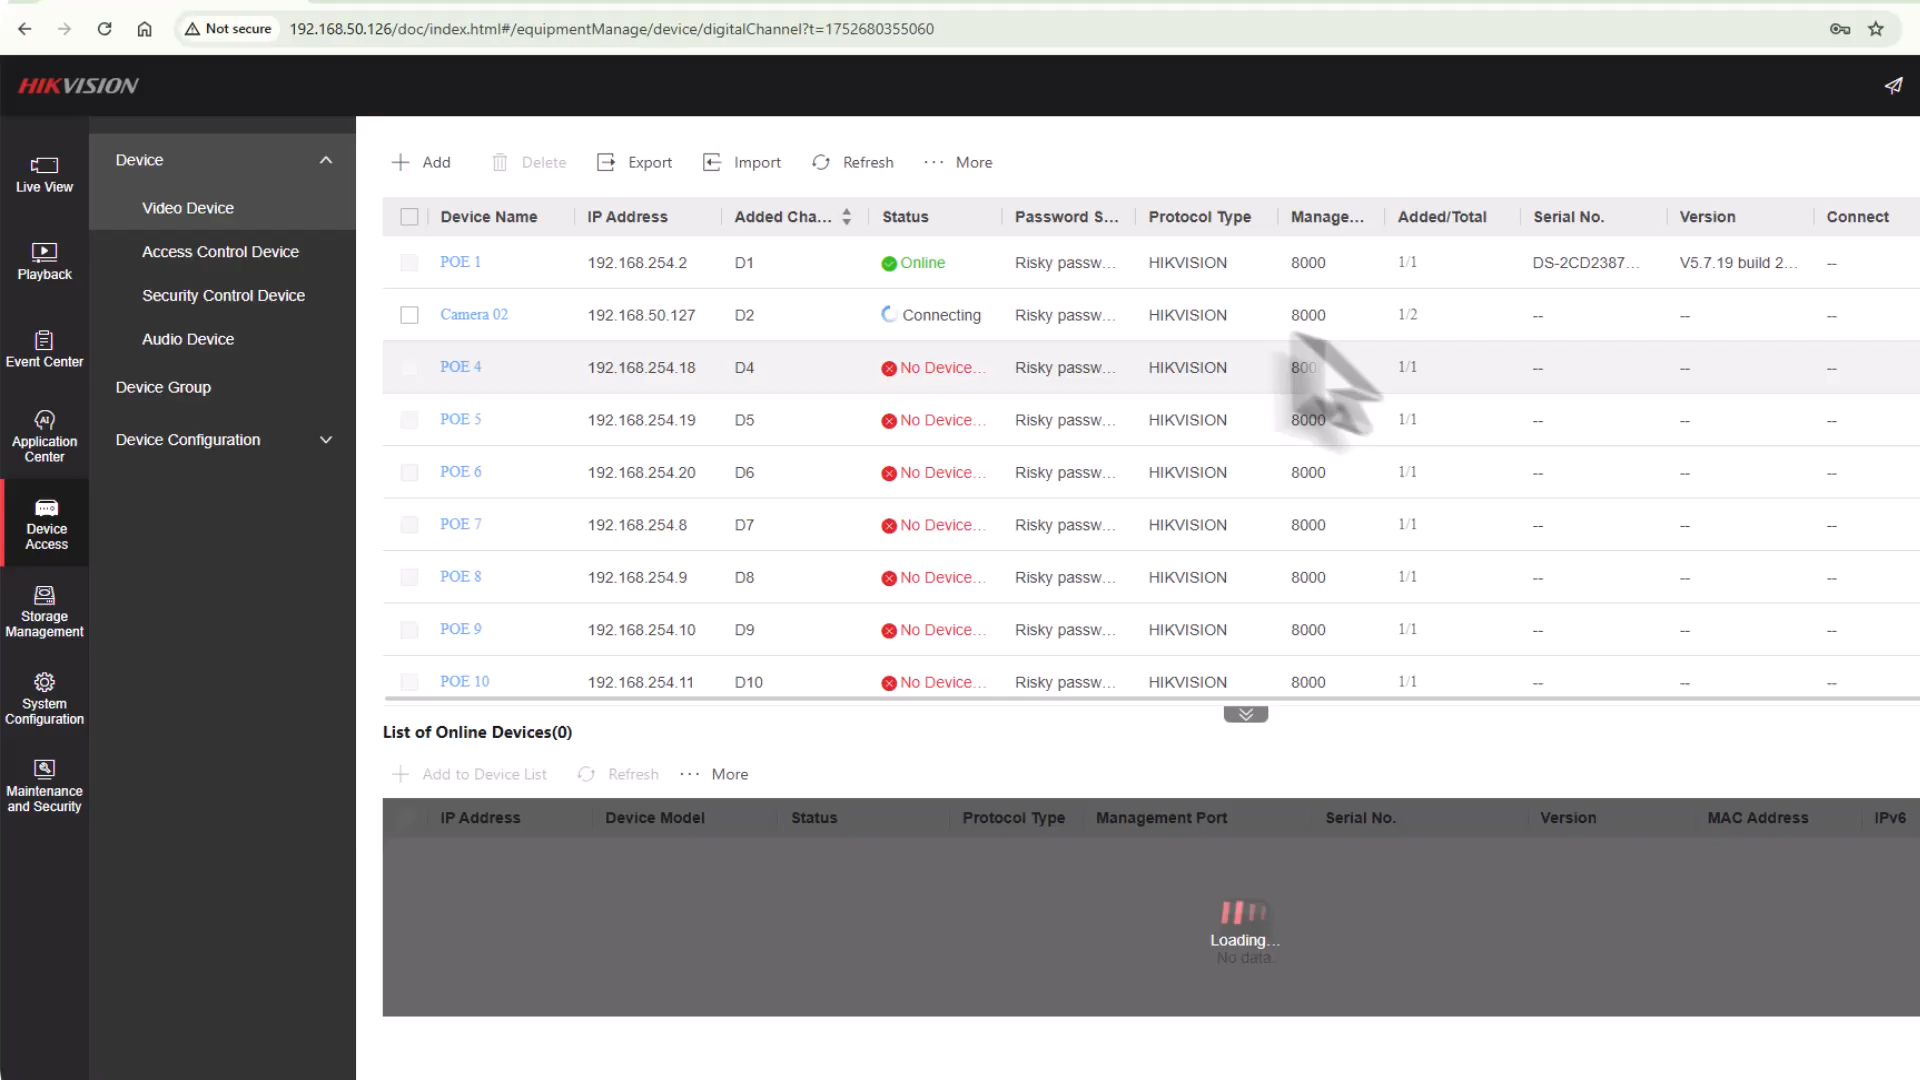 Not secure 192.168.50.126/doc/index.html#/equipmentManage/device/digitalChannel?t=1752680355060
HIKVISION
Live View
Playback
Event Center
AI
Application
Center
Device
Access
Storage
Management
System
Configuration
Maintenance
and Security
Device
Video Device
Access Control Device
Security Control Device
Audio Device
Device Group
Device Configuration
Add Delete Export Import Refresh More
Device Name IP Address Added Cha... Status Password S... Protocol Type Manage... Added/Total Serial No. Version Connect
POE 1 192.168.254.2 D1 Online Risky passw... HIKVISION 8000 1/1 DS-2CD2387... V5.7.19 build 2... --
Camera 02 192.168.50.127 D2 Connecting Risky passw... HIKVISION 8000 1/2 -- -- --
POE 4 192.168.254.18 D4 No Device... Risky passw... HIKVISION 800 1/1 -- -- --
POE 5 192.168.254.19 D5 No Device... Risky passw... HIKVISION 8000 1/1 -- -- --
POE 6 192.168.254.20 D6 No Device... Risky passw... HIKVISION 8000 1/1 -- -- --
POE 7 192.168.254.8 D7 No Device... Risky passw... HIKVISION 8000 1/1 -- -- --
POE 8 192.168.254.9 D8 No Device... Risky passw... HIKVISION 8000 1/1 -- -- --
POE 9 192.168.254.10 D9 No Device... Risky passw... HIKVISION 8000 1/1 -- -- --
POE 10 192.168.254.11 D10 No Device... Risky passw... HIKVISION 8000 1/1 -- -- --
List of Online Devices(0)
Add to Device List Refresh More
IP Address Device Model Status Protocol Type Management Port Serial No. Version MAC Address IPv6
Loading...
No data.